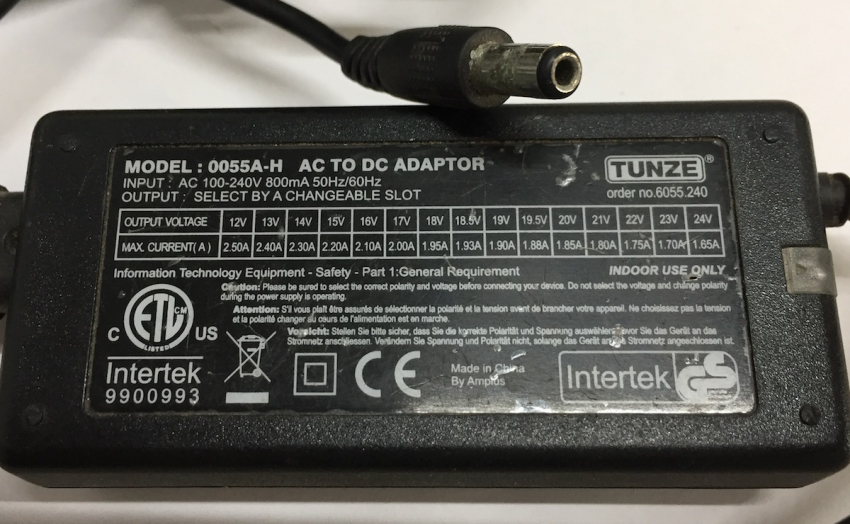 MODEL : 0055A-H AC TO DC ADAPTOR
TUNZE®
INPUT : AC 100-240V 800mA 50Hz/60Hz
order no.6055.240
OUTPUT : SELECT BY A CHANGEABLE SLOT
OUTPUT VOLTAGE 12V 13V 14V 15V 16V 17V 18V 18.5V 19V 19.5V 20V 21V 22V 23V 24V
MAX. CURRENT( A ) 2.50A 2.40A 2.30A 2.20A 2.10A 2.00A 1.95A 1.93A 1.90A 1.88A 1.85A 1.80A 1.75A 1.70A 1.65A
Information Technology Equipment - Safety - Part 1:General Requirement
INDOOR USE ONLY
Caution: Please be sured to select the correct polarity and voltage before connecting your device. Do not select the voltage and change polarity
during the power supply is operating.
Attention: S'il vous plaît être assurés de sélectionner la polarité et la tension avant de brancher votre appareil. Ne choisissez pas la tension
et la polarité changer au cœurs de l'alimentation est en marche.
Vorsicht: Stallen Sie bitte sicher, dass Sie die korrekte Polarität und Spannung auswählen bevor Sie das Gerät an das
Stromnetz anschliessen. Verändern Sie Spannung und Polarität nicht, solange das Gerät am Stromnetz angeschlossen ist.
ETL CM
LISTED
C US
Intertek
9900993
CE
Made in China
By Amplus
Intertek
GS